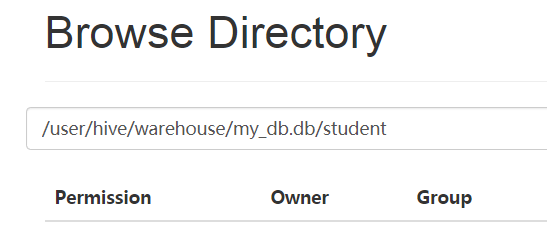 Browse Directory
/user/hive/warehouse/my_db.db/student
Permission Owner Group